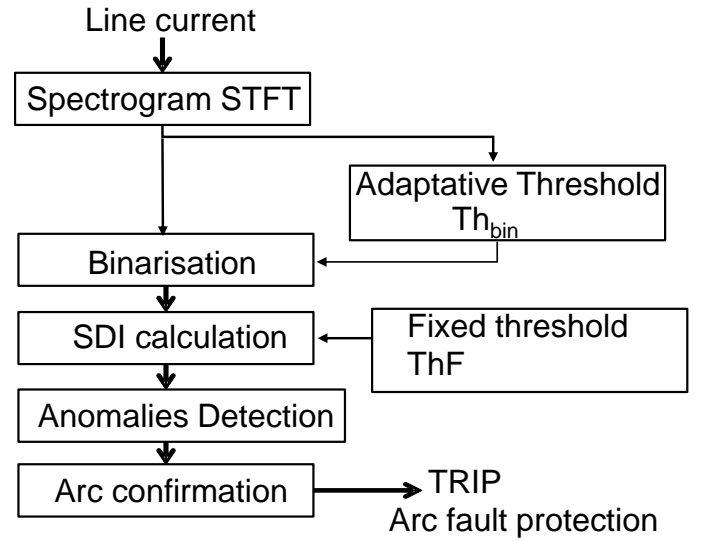 Line current
Spectrogram STFT
Adaptative Threshold
Th_bin
Binarisation
SDI calculation
Fixed threshold
ThF
Anomalies Detection
Arc confirmation
TRIP
Arc fault protection